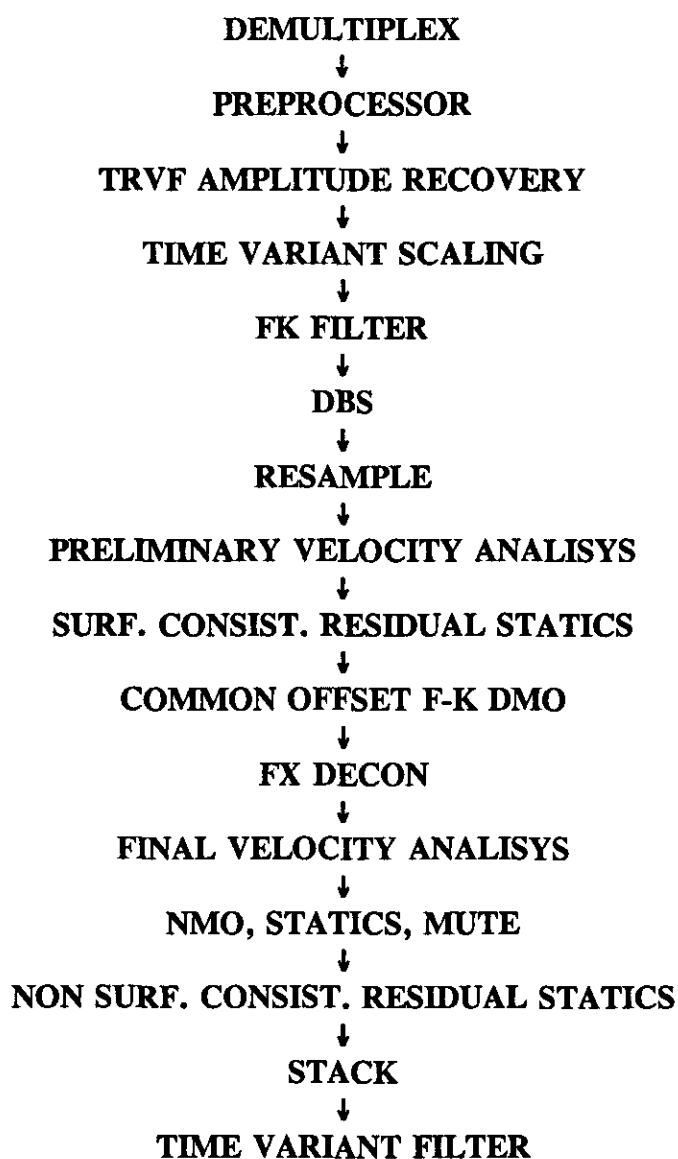 DEMULTIPLEX
↓
PREPROCESSOR
↓
TRVF AMPLITUDE RECOVERY
↓
TIME VARIANT SCALING
↓
FK FILTER
↓
DBS
↓
RESAMPLE
↓
PRELIMINARY VELOCITY ANALISYS
↓
SURF. CONSIST. RESIDUAL STATICS
↓
COMMON OFFSET F-K DMO
↓
FX DECON
↓
FINAL VELOCITY ANALISYS
↓
NMO, STATICS, MUTE
↓
NON SURF. CONSIST. RESIDUAL STATICS
↓
STACK
↓
TIME VARIANT FILTER